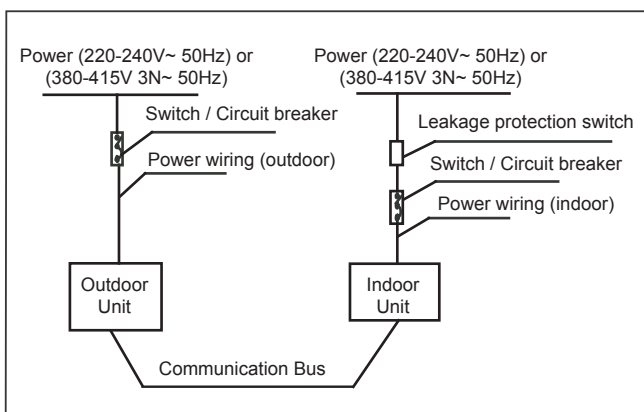 Power (220-240V~ 50Hz) or
(380-415V 3N~ 50Hz)
Switch / Circuit breaker
Power wiring (outdoor)
Outdoor
Unit
Power (220-240V~ 50Hz) or
(380-415V 3N~ 50Hz)
Leakage protection switch
Switch / Circuit breaker
Power wiring (indoor)
Indoor
Unit
Communication Bus